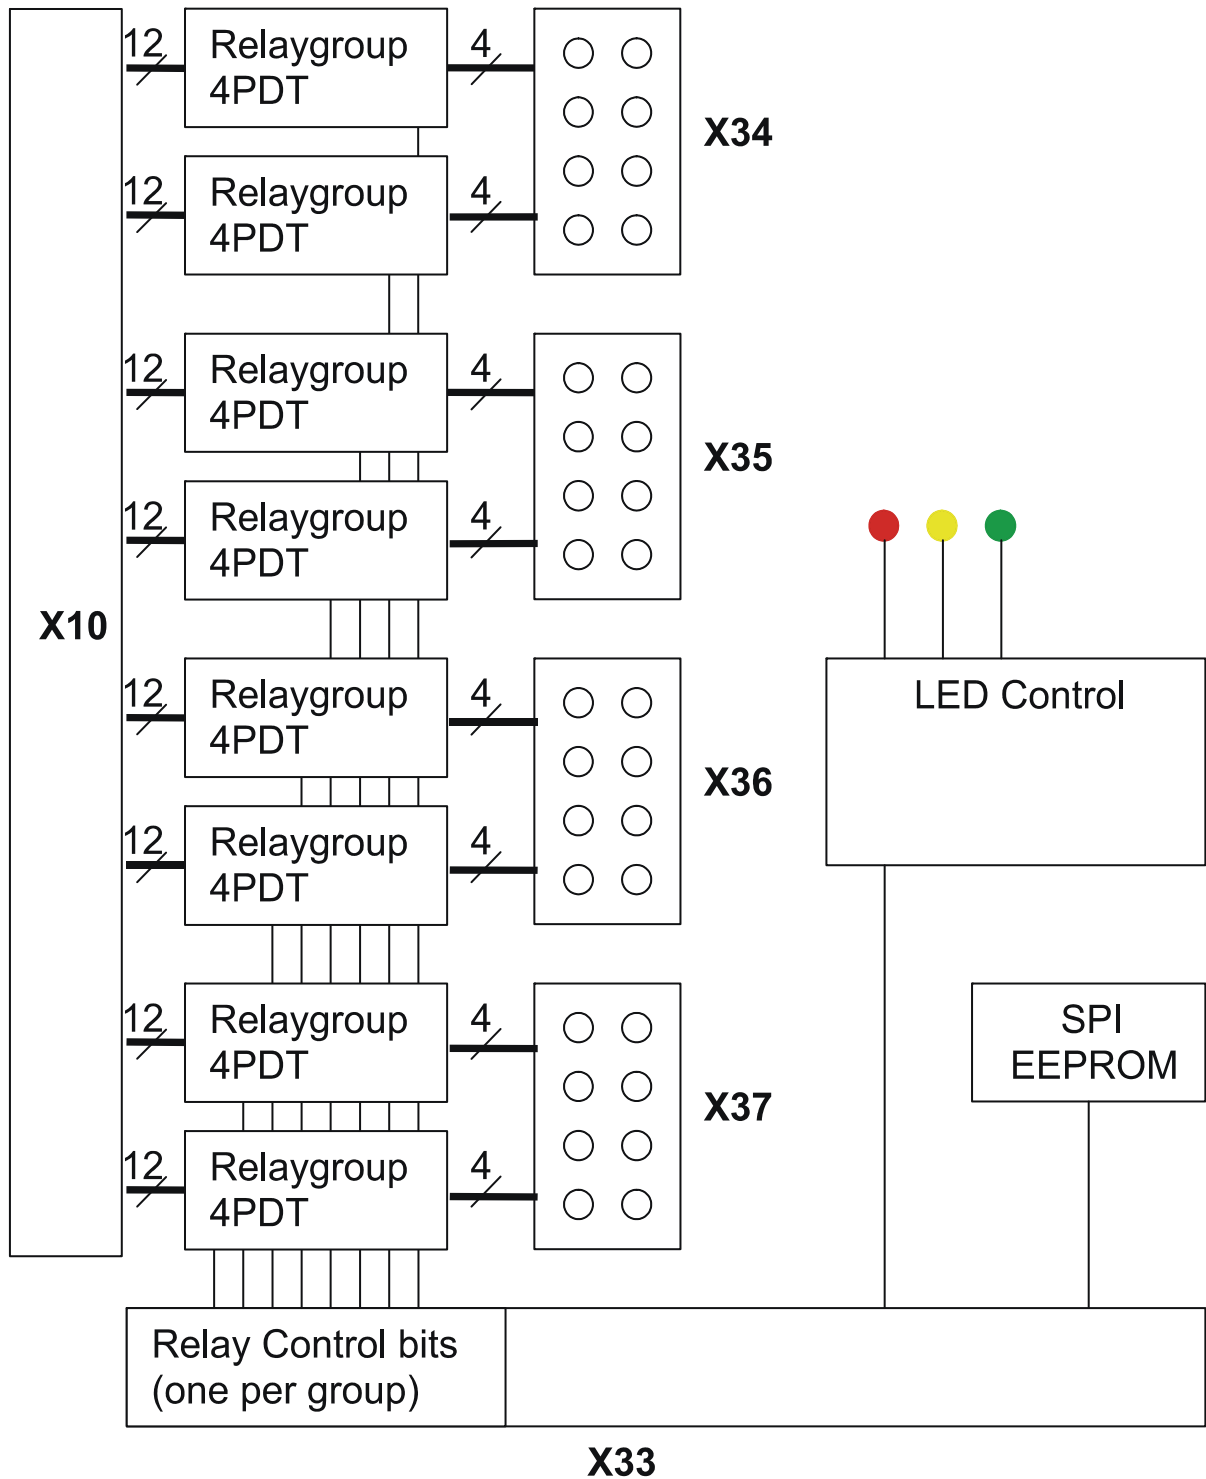 12
Relaygroup
4PDT
4
12
Relaygroup
4PDT
4
X34
12
Relaygroup
4PDT
4
12
Relaygroup
4PDT
4
X35
X10
12
Relaygroup
4PDT
4
12
Relaygroup
4PDT
4
X36
LED Control
12
Relaygroup
4PDT
4
12
Relaygroup
4PDT
4
X37
SPI
EEPROM
Relay Control bits
(one per group)
X33